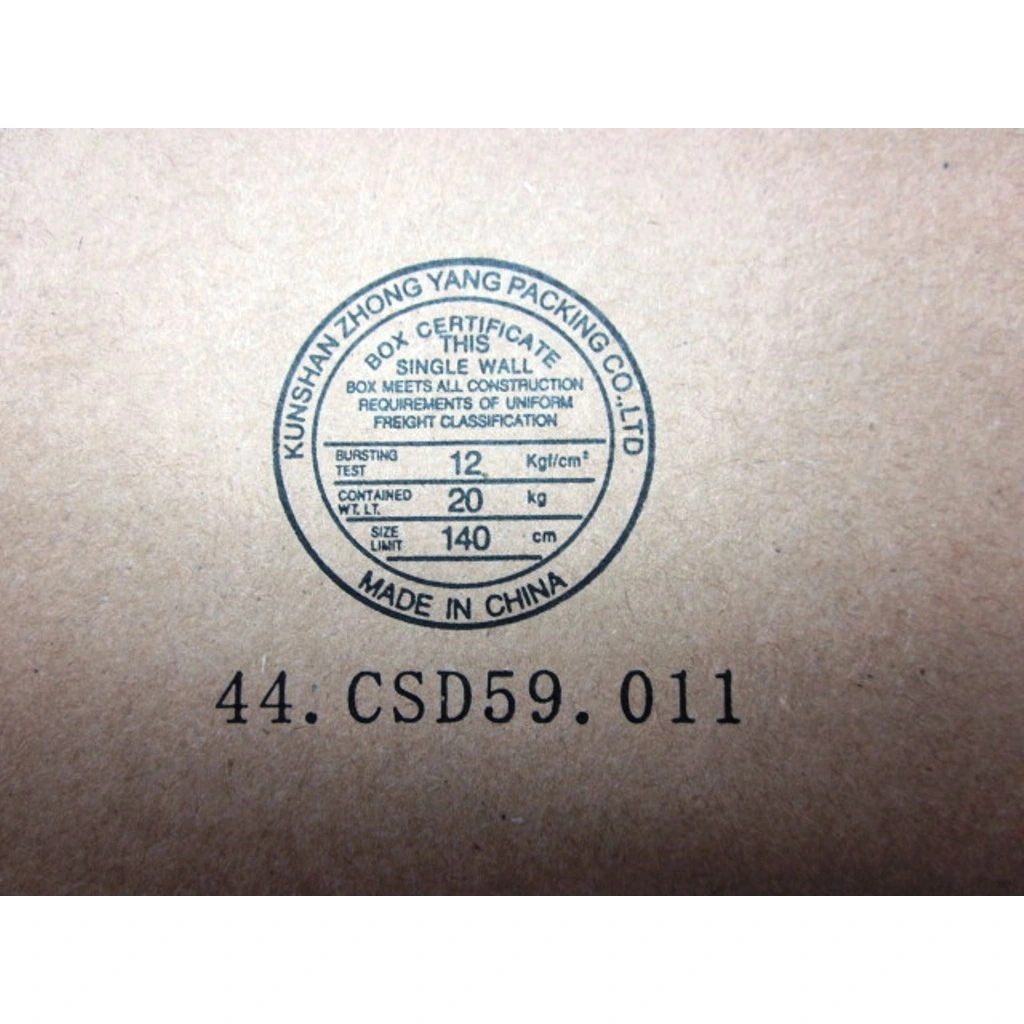 KUNSHAN ZHONG YANG PACKING CO.,LTD
BOX CERTIFICATE
THIS
SINGLE WALL
BOX MEETS ALL CONSTRUCTION
REQUIREMENTS OF UNIFORM
FREIGHT CLASSIFICATION
BURSTING TEST 12 Kgf/cm²
CONTAINED WT. LT. 20 kg
SIZE LIMIT 140 cm
MADE IN CHINA
44.CSD59.011